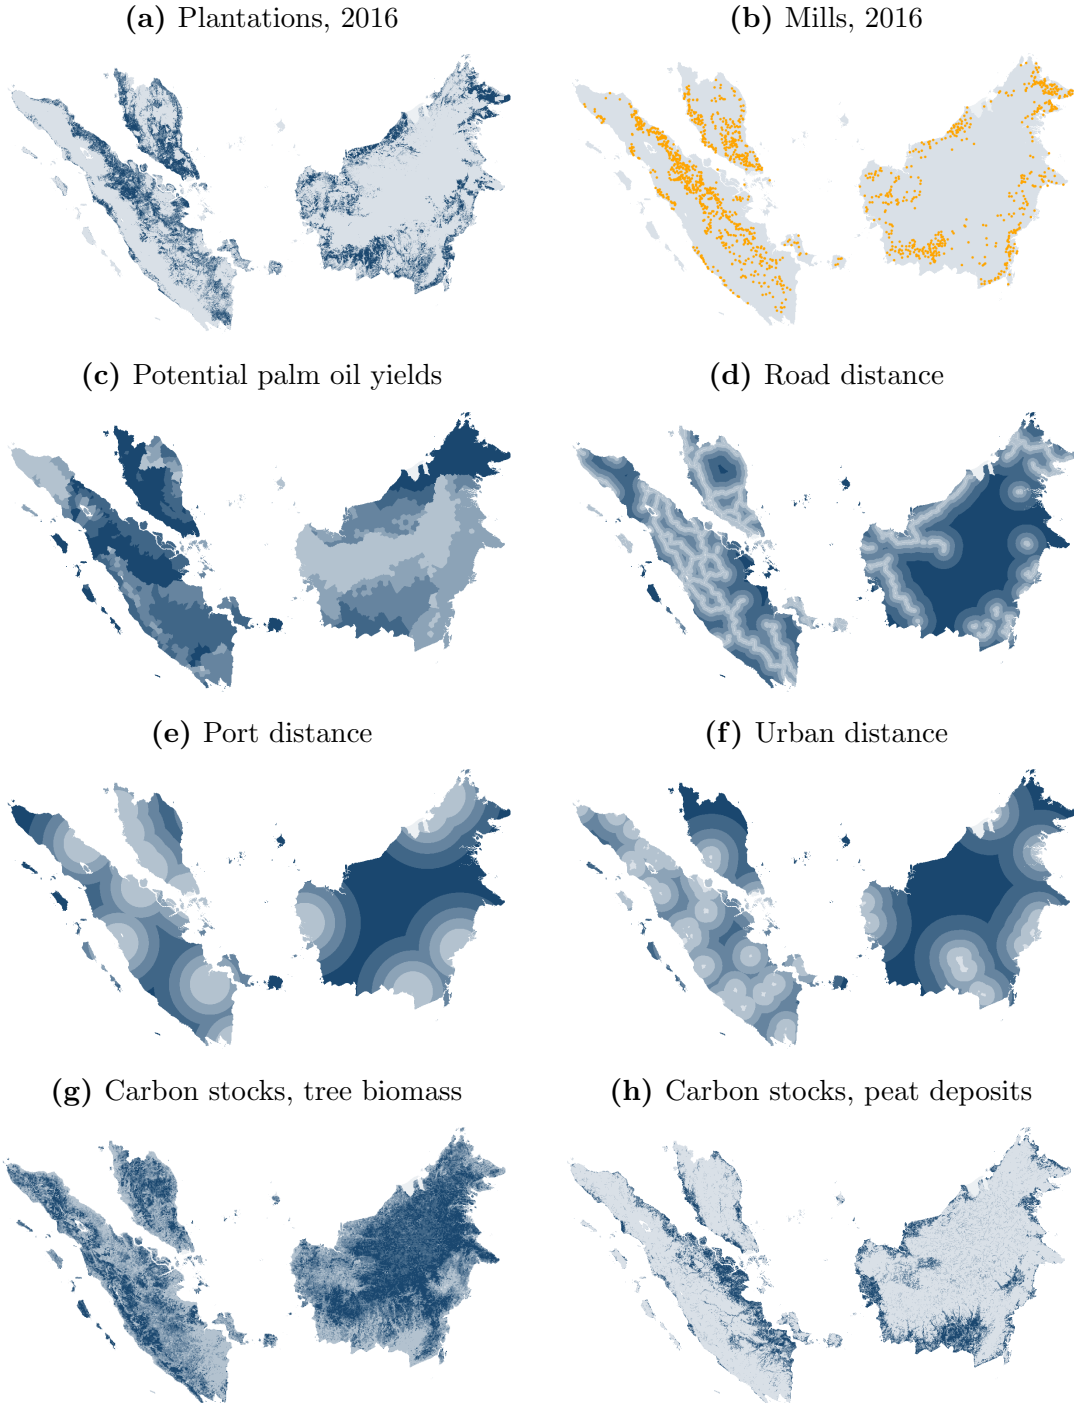 (a) Plantations, 2016
(b) Mills, 2016
(c) Potential palm oil yields
(d) Road distance
(e) Port distance
(f) Urban distance
(g) Carbon stocks, tree biomass
(h) Carbon stocks, peat deposits